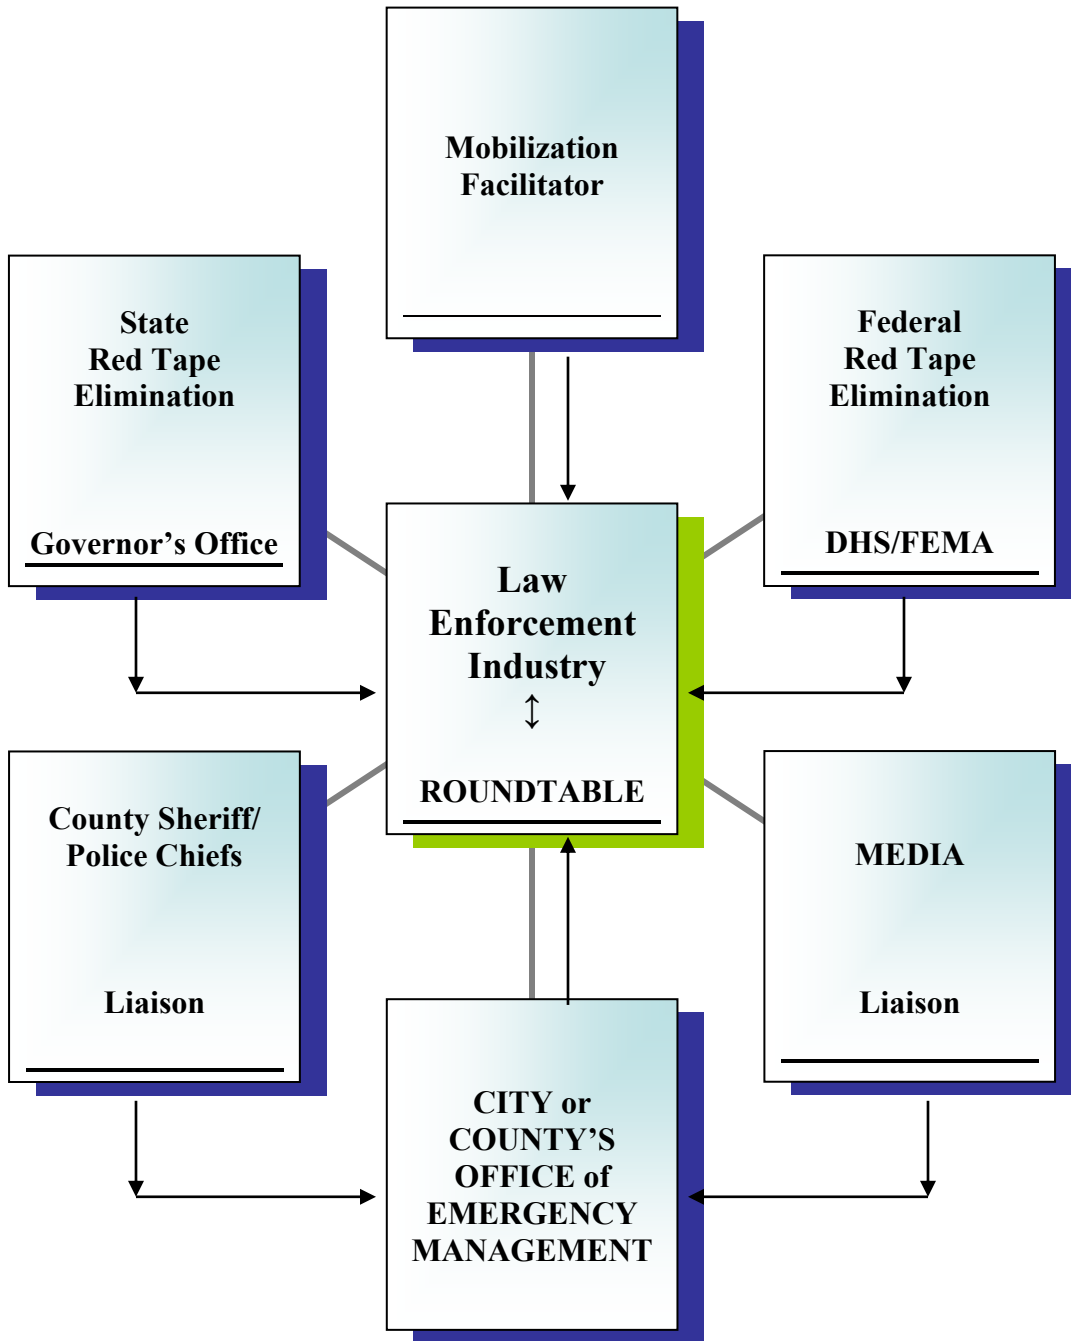 Mobilization
Facilitator
State
Red Tape
Elimination
Governor’s Office
Federal
Red Tape
Elimination
DHS/FEMA
Law
Enforcement
Industry
↕
ROUNDTABLE
County Sheriff/
Police Chiefs
Liaison
MEDIA
Liaison
CITY or
COUNTY’S
OFFICE of
EMERGENCY
MANAGEMENT